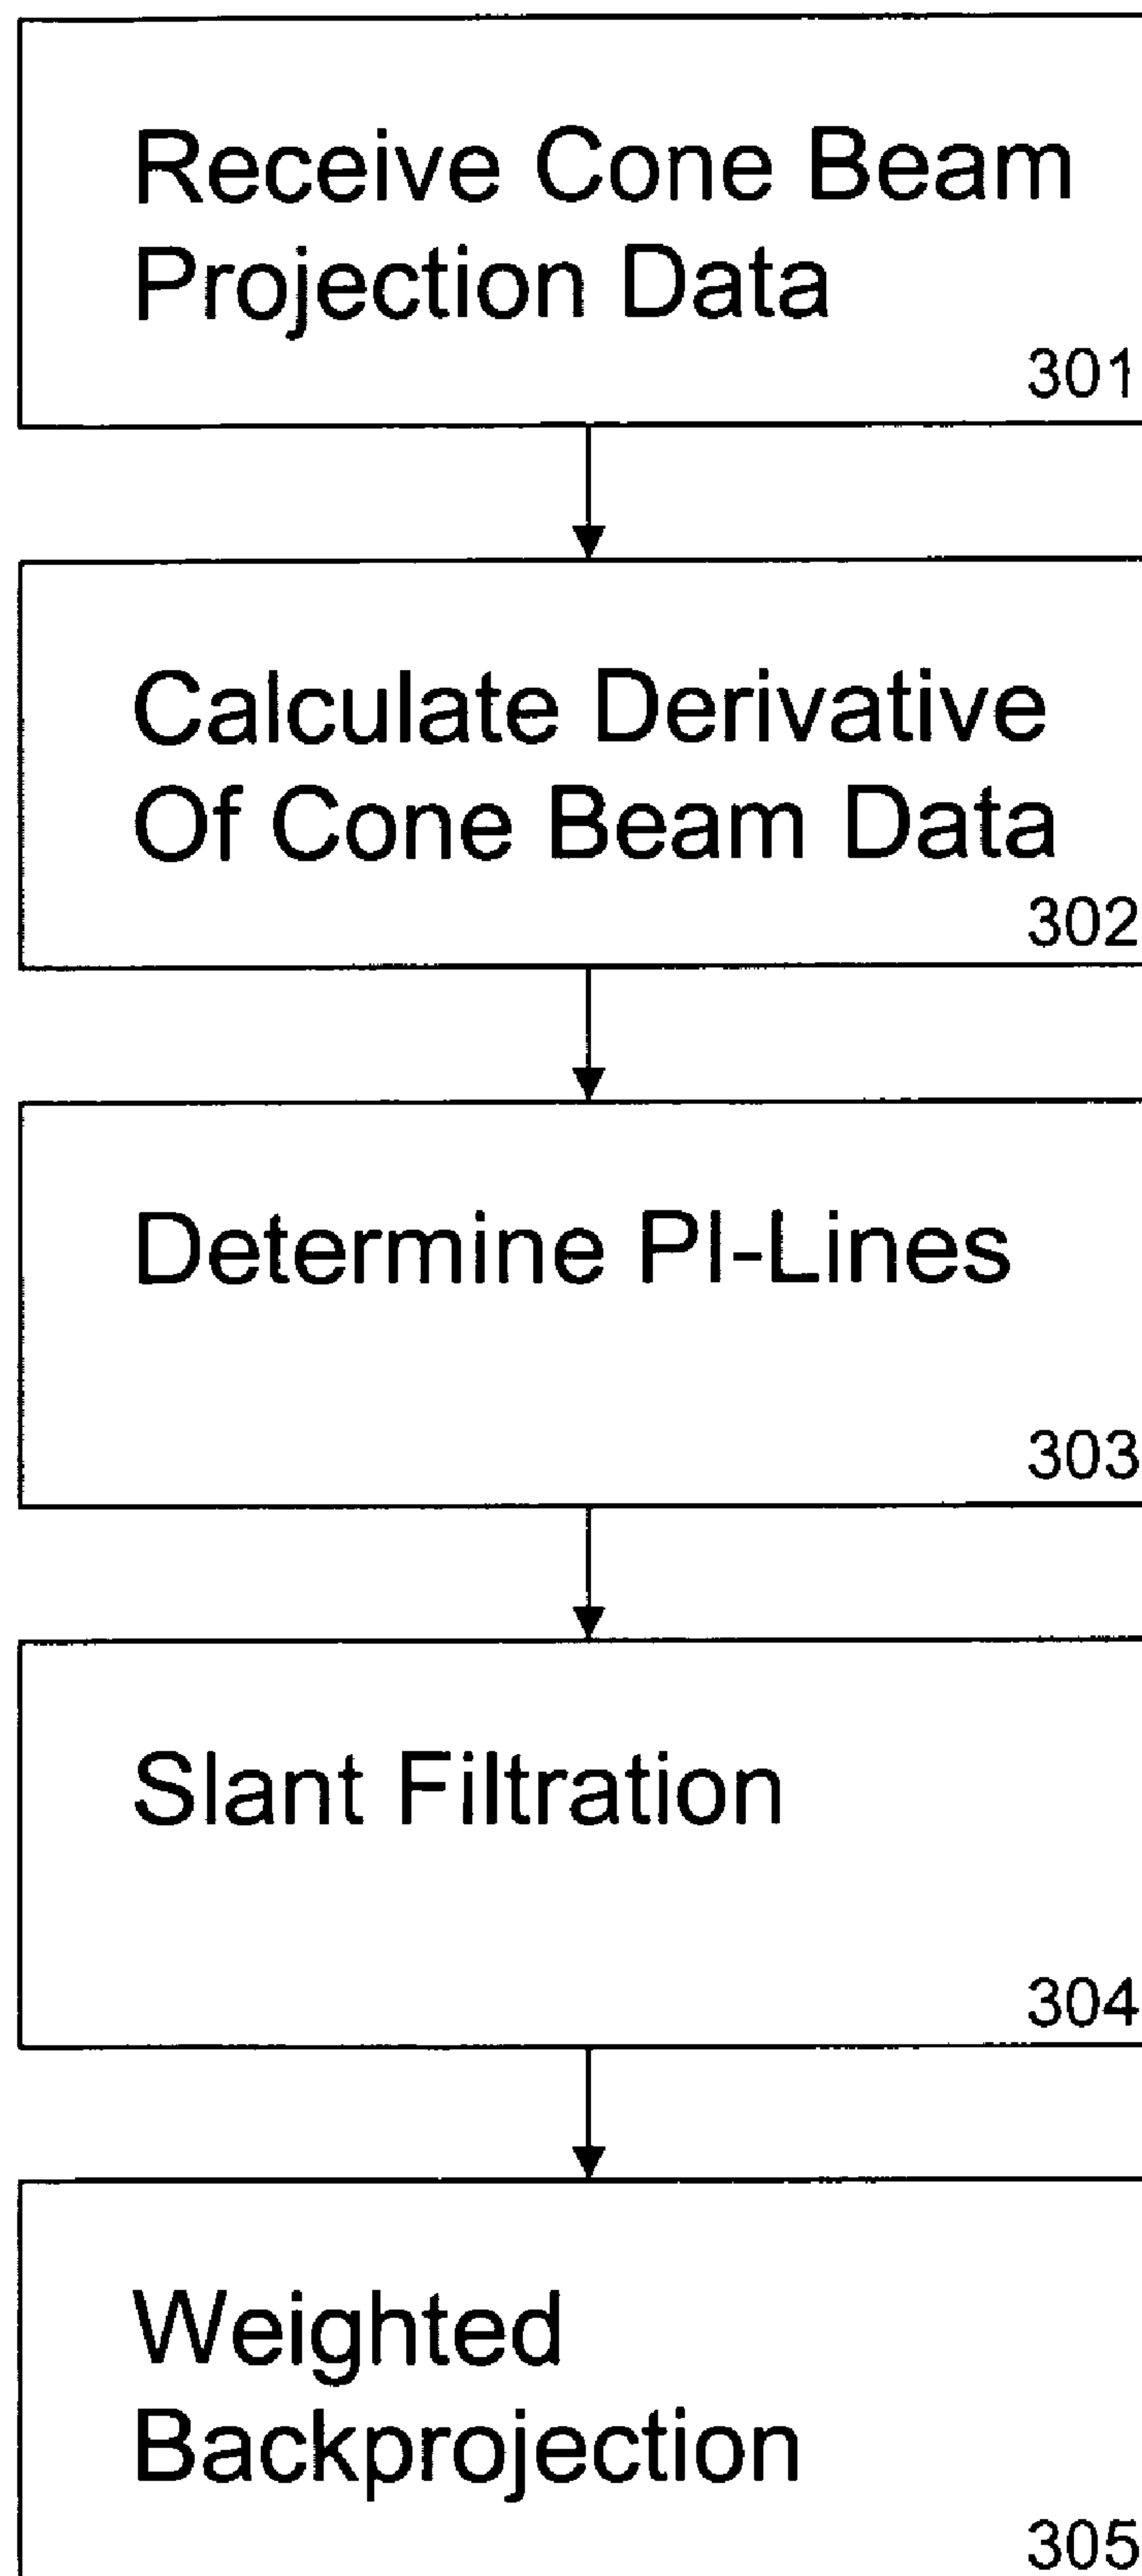 Receive Cone Beam
Projection Data
301
Calculate Derivative
Of Cone Beam Data
302
Determine PI-Lines
303
Slant Filtration
304
Weighted
Backprojection
305